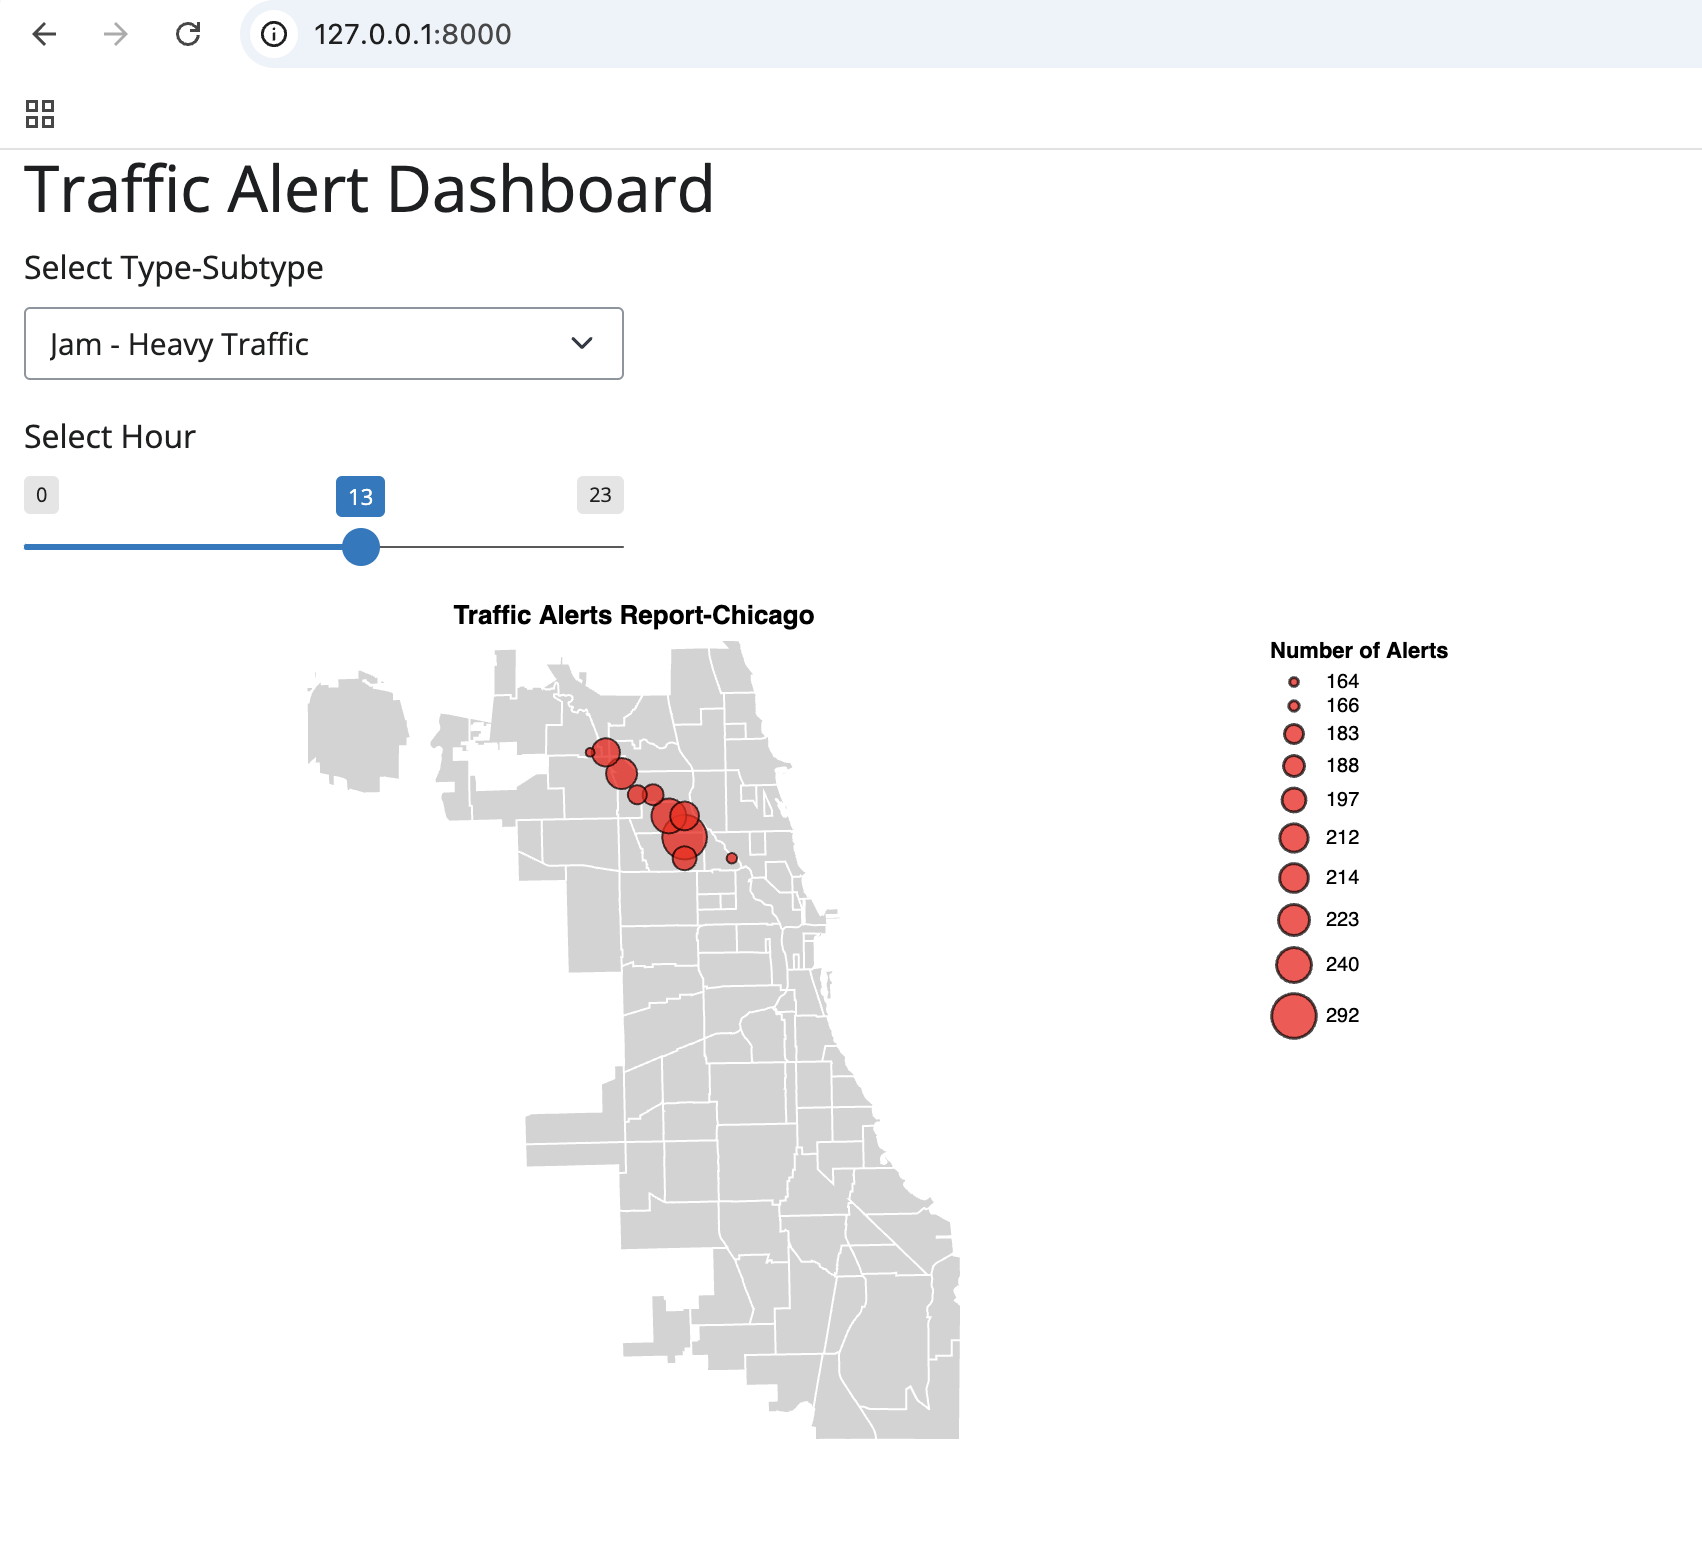 127.0.0.1:8000
Traffic Alert Dashboard
Select Type-Subtype
Jam - Heavy Traffic
Select Hour
0
13
23
Traffic Alerts Report-Chicago
Number of Alerts
164
166
183
188
197
212
214
223
240
292